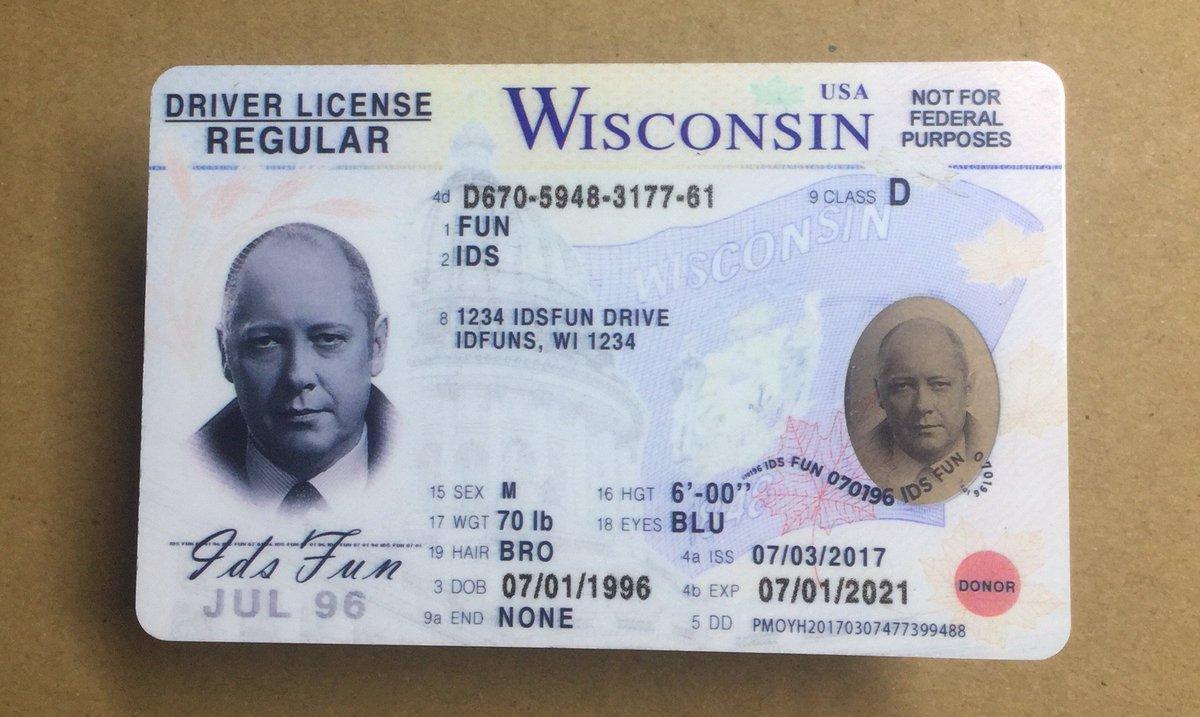 DRIVER LICENSE
REGULAR
WISCONSIN
USA
NOT FOR
FEDERAL
PURPOSES
4d D670-5948-3177-61
9 CLASS D
1 FUN
2 IDS
WISCONSIN
8 1234 IDSFUN DRIVE
IDFUNS, WI 1234
IDS FUN 070196 IDS FUN 070196
15 SEX M
16 HGT 6'-00''
17 WGT 70 lb
18 EYES BLU
19 HAIR BRO
4a ISS 07/03/2017
Ids Fun
3 DOB 07/01/1996
4b EXP 07/01/2021
DONOR
JUL 96
9a END NONE
5 DD PMOYH20170307477399488